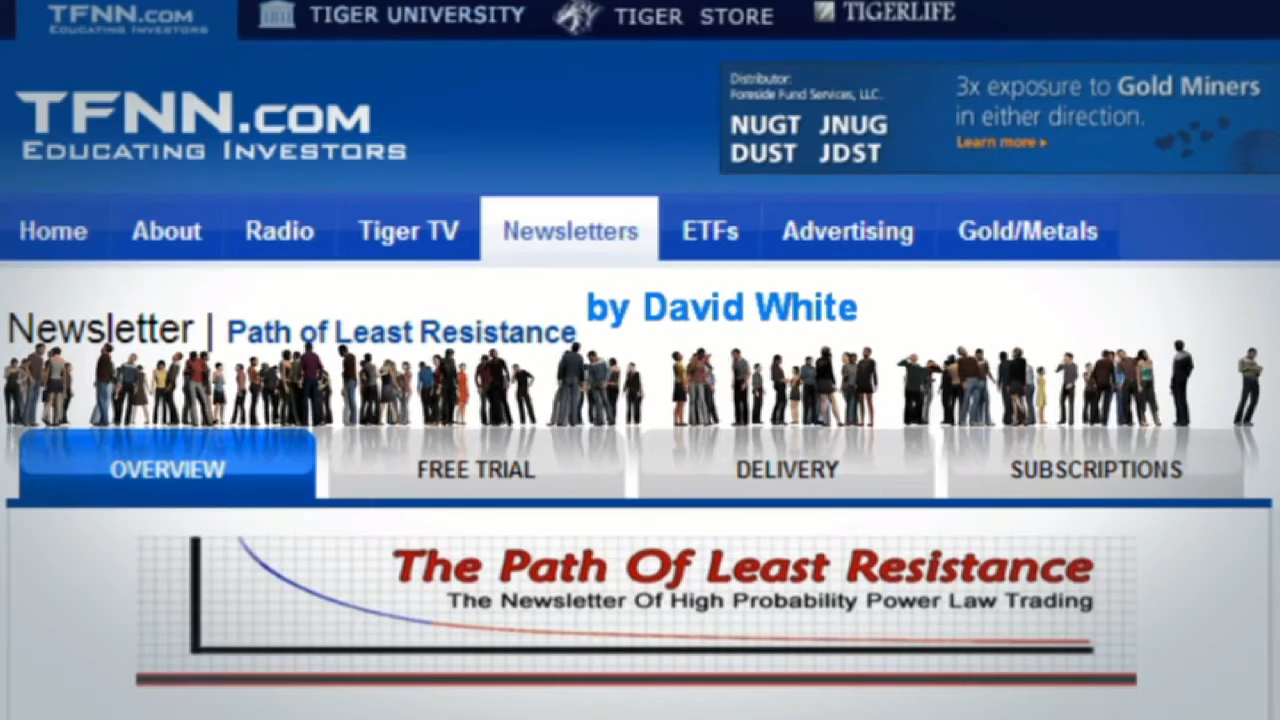 TFNN.COM
EDUCATING INVESTORS
TIGER UNIVERSITY
TIGER STORE
TIGERLIFE
TFNN.COM
EDUCATING INVESTORS
Distributor:
Foreside Fund Services, LLC.
NUGT JNUG
DUST JDST
3x exposure to Gold Miners
in either direction.
Learn more
Home About Radio Tiger TV Newsletters ETFs Advertising Gold/Metals
by David White
Newsletter | Path of Least Resistance
OVERVIEW FREE TRIAL DELIVERY SUBSCRIPTIONS
The Path Of Least Resistance
The Newsletter Of High Probability Power Law Trading